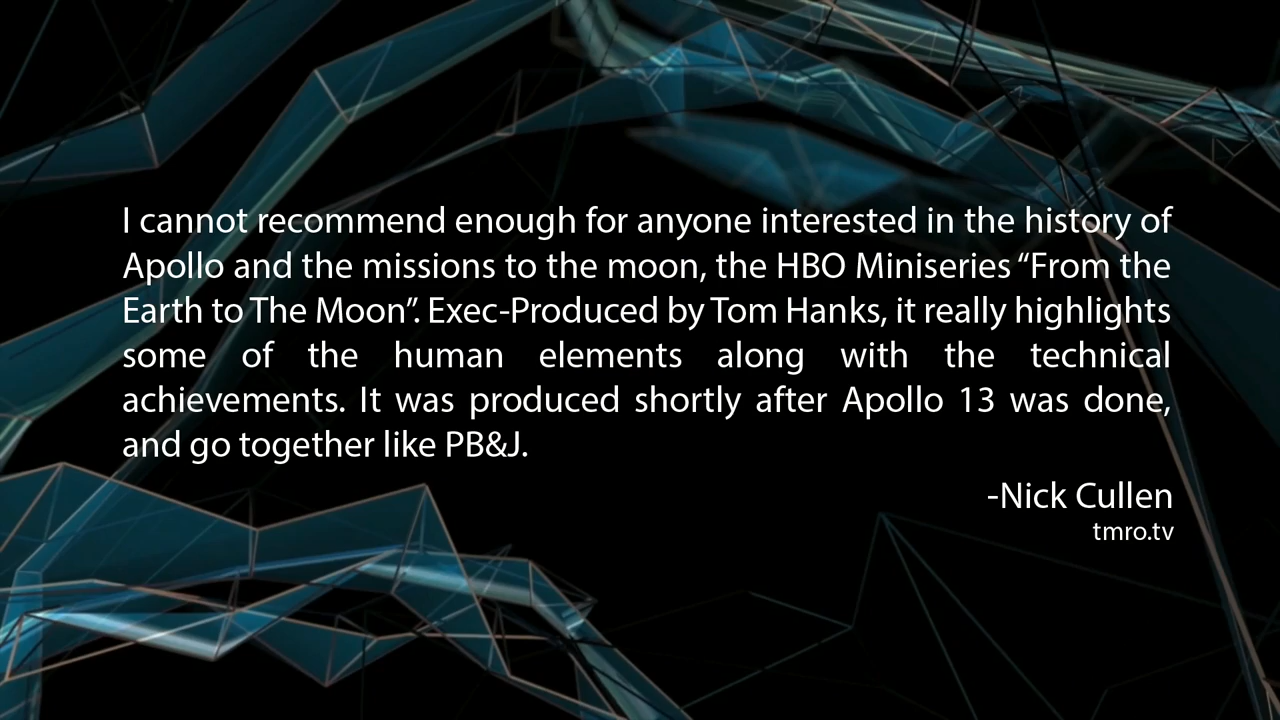 I cannot recommend enough for anyone interested in the history of
Apollo and the missions to the moon, the HBO Miniseries “From the
Earth to The Moon”. Exec-Produced by Tom Hanks, it really highlights
some of the human elements along with the technical
achievements. It was produced shortly after Apollo 13 was done,
and go together like PB&J.
-Nick Cullen
tmro.tv